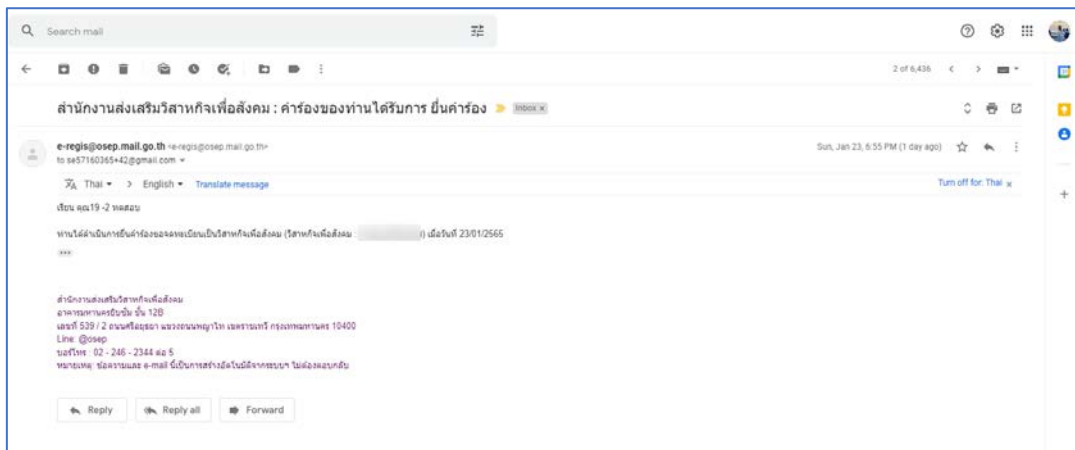 Search mail
2 of 6,436
สำนักงานส่งเสริมวิสาหกิจเพื่อสังคม : คำร้องของท่านได้รับการ ยื่นคำร้อง Inbox x
e-regis@osep.mail.go.th <e-regis@osep.mail.go.th> Sun, Jan 23, 6:55 PM (1 day ago)
to se57160365+42@gmail.com
Thai > English Translate message Turn off for: Thai x
เรียน คุณ19 -2 ทดสอบ
ท่านได้ดำเนินการยื่นคำร้องขอจดทะเบียนเป็นวิสาหกิจเพื่อสังคม (วิสาหกิจเพื่อสังคม : )) เมื่อวันที่ 23/01/2565
สำนักงานส่งเสริมวิสาหกิจเพื่อสังคม
อาคารมหานครยิบซั่ม ชั้น 12B
เลขที่ 539 / 2 ถนนศรีอยุธยา แขวงถนนพญาไท เขตราชเทวี กรุงเทพมหานคร 10400
Line: @osep
เบอร์โทร : 02 - 246 - 2344 ต่อ 5
หมายเหตุ: ข้อความและ e-mail นี้เป็นการสร้างอัตโนมัติจากระบบฯ ไม่ต้องตอบกลับ
Reply Reply all Forward